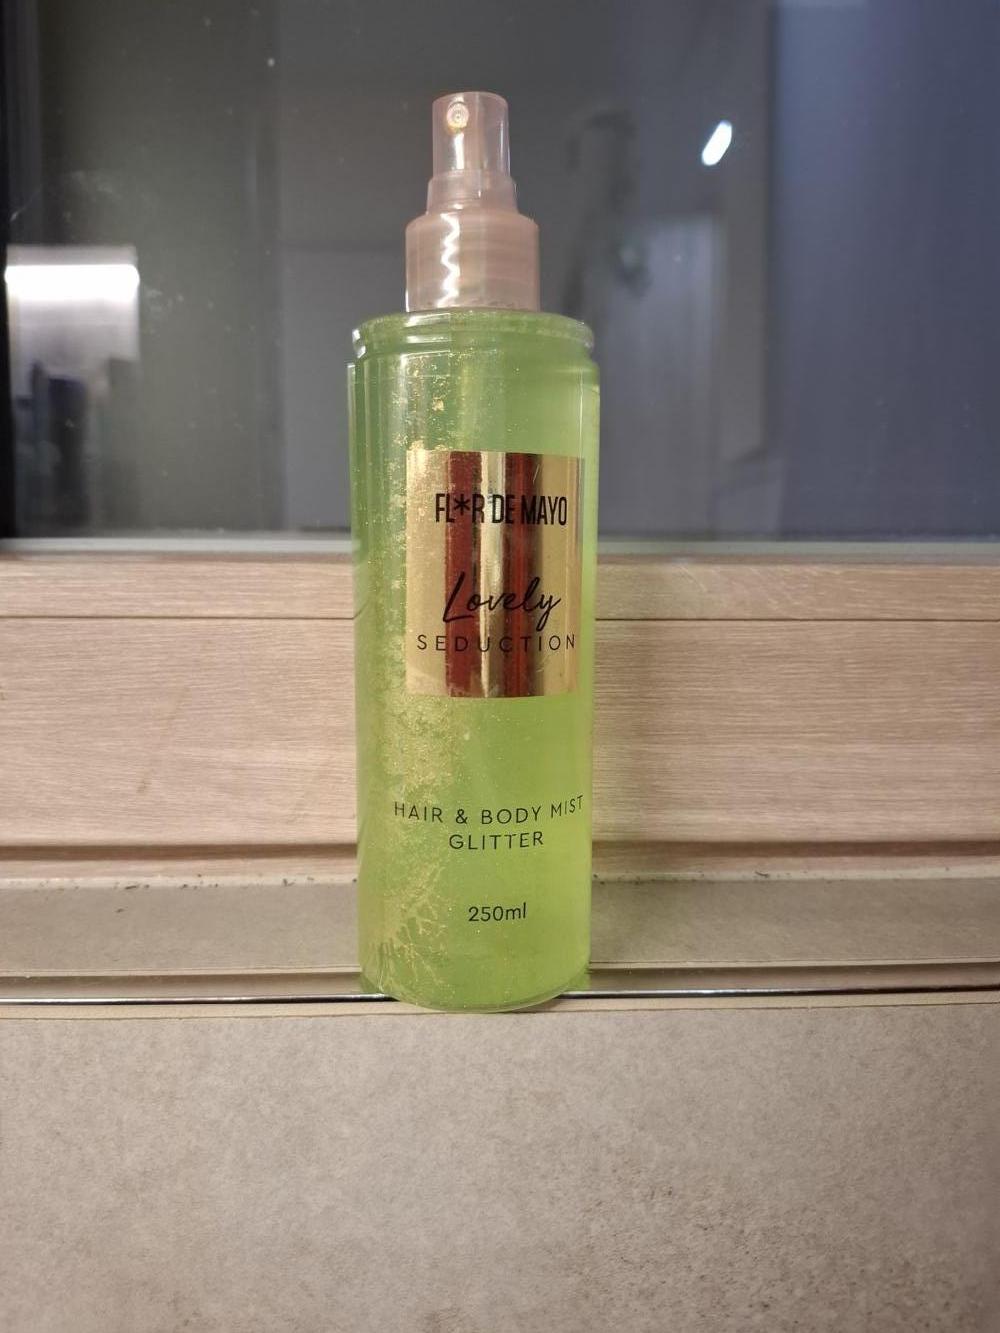 FL*R DE MAYO
Lovely
SEDUCTION
HAIR & BODY MIST
GLITTER
250ml